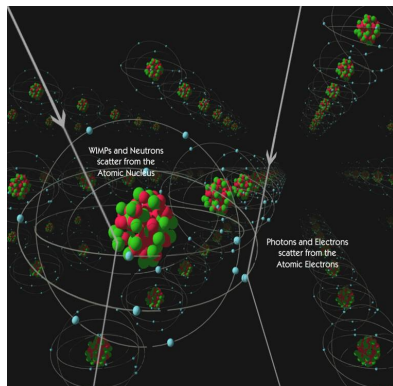 WIMPs and Neutrons
scatter from the
Atomic Nucleus
Photons and Electrons
scatter from the
Atomic Electrons